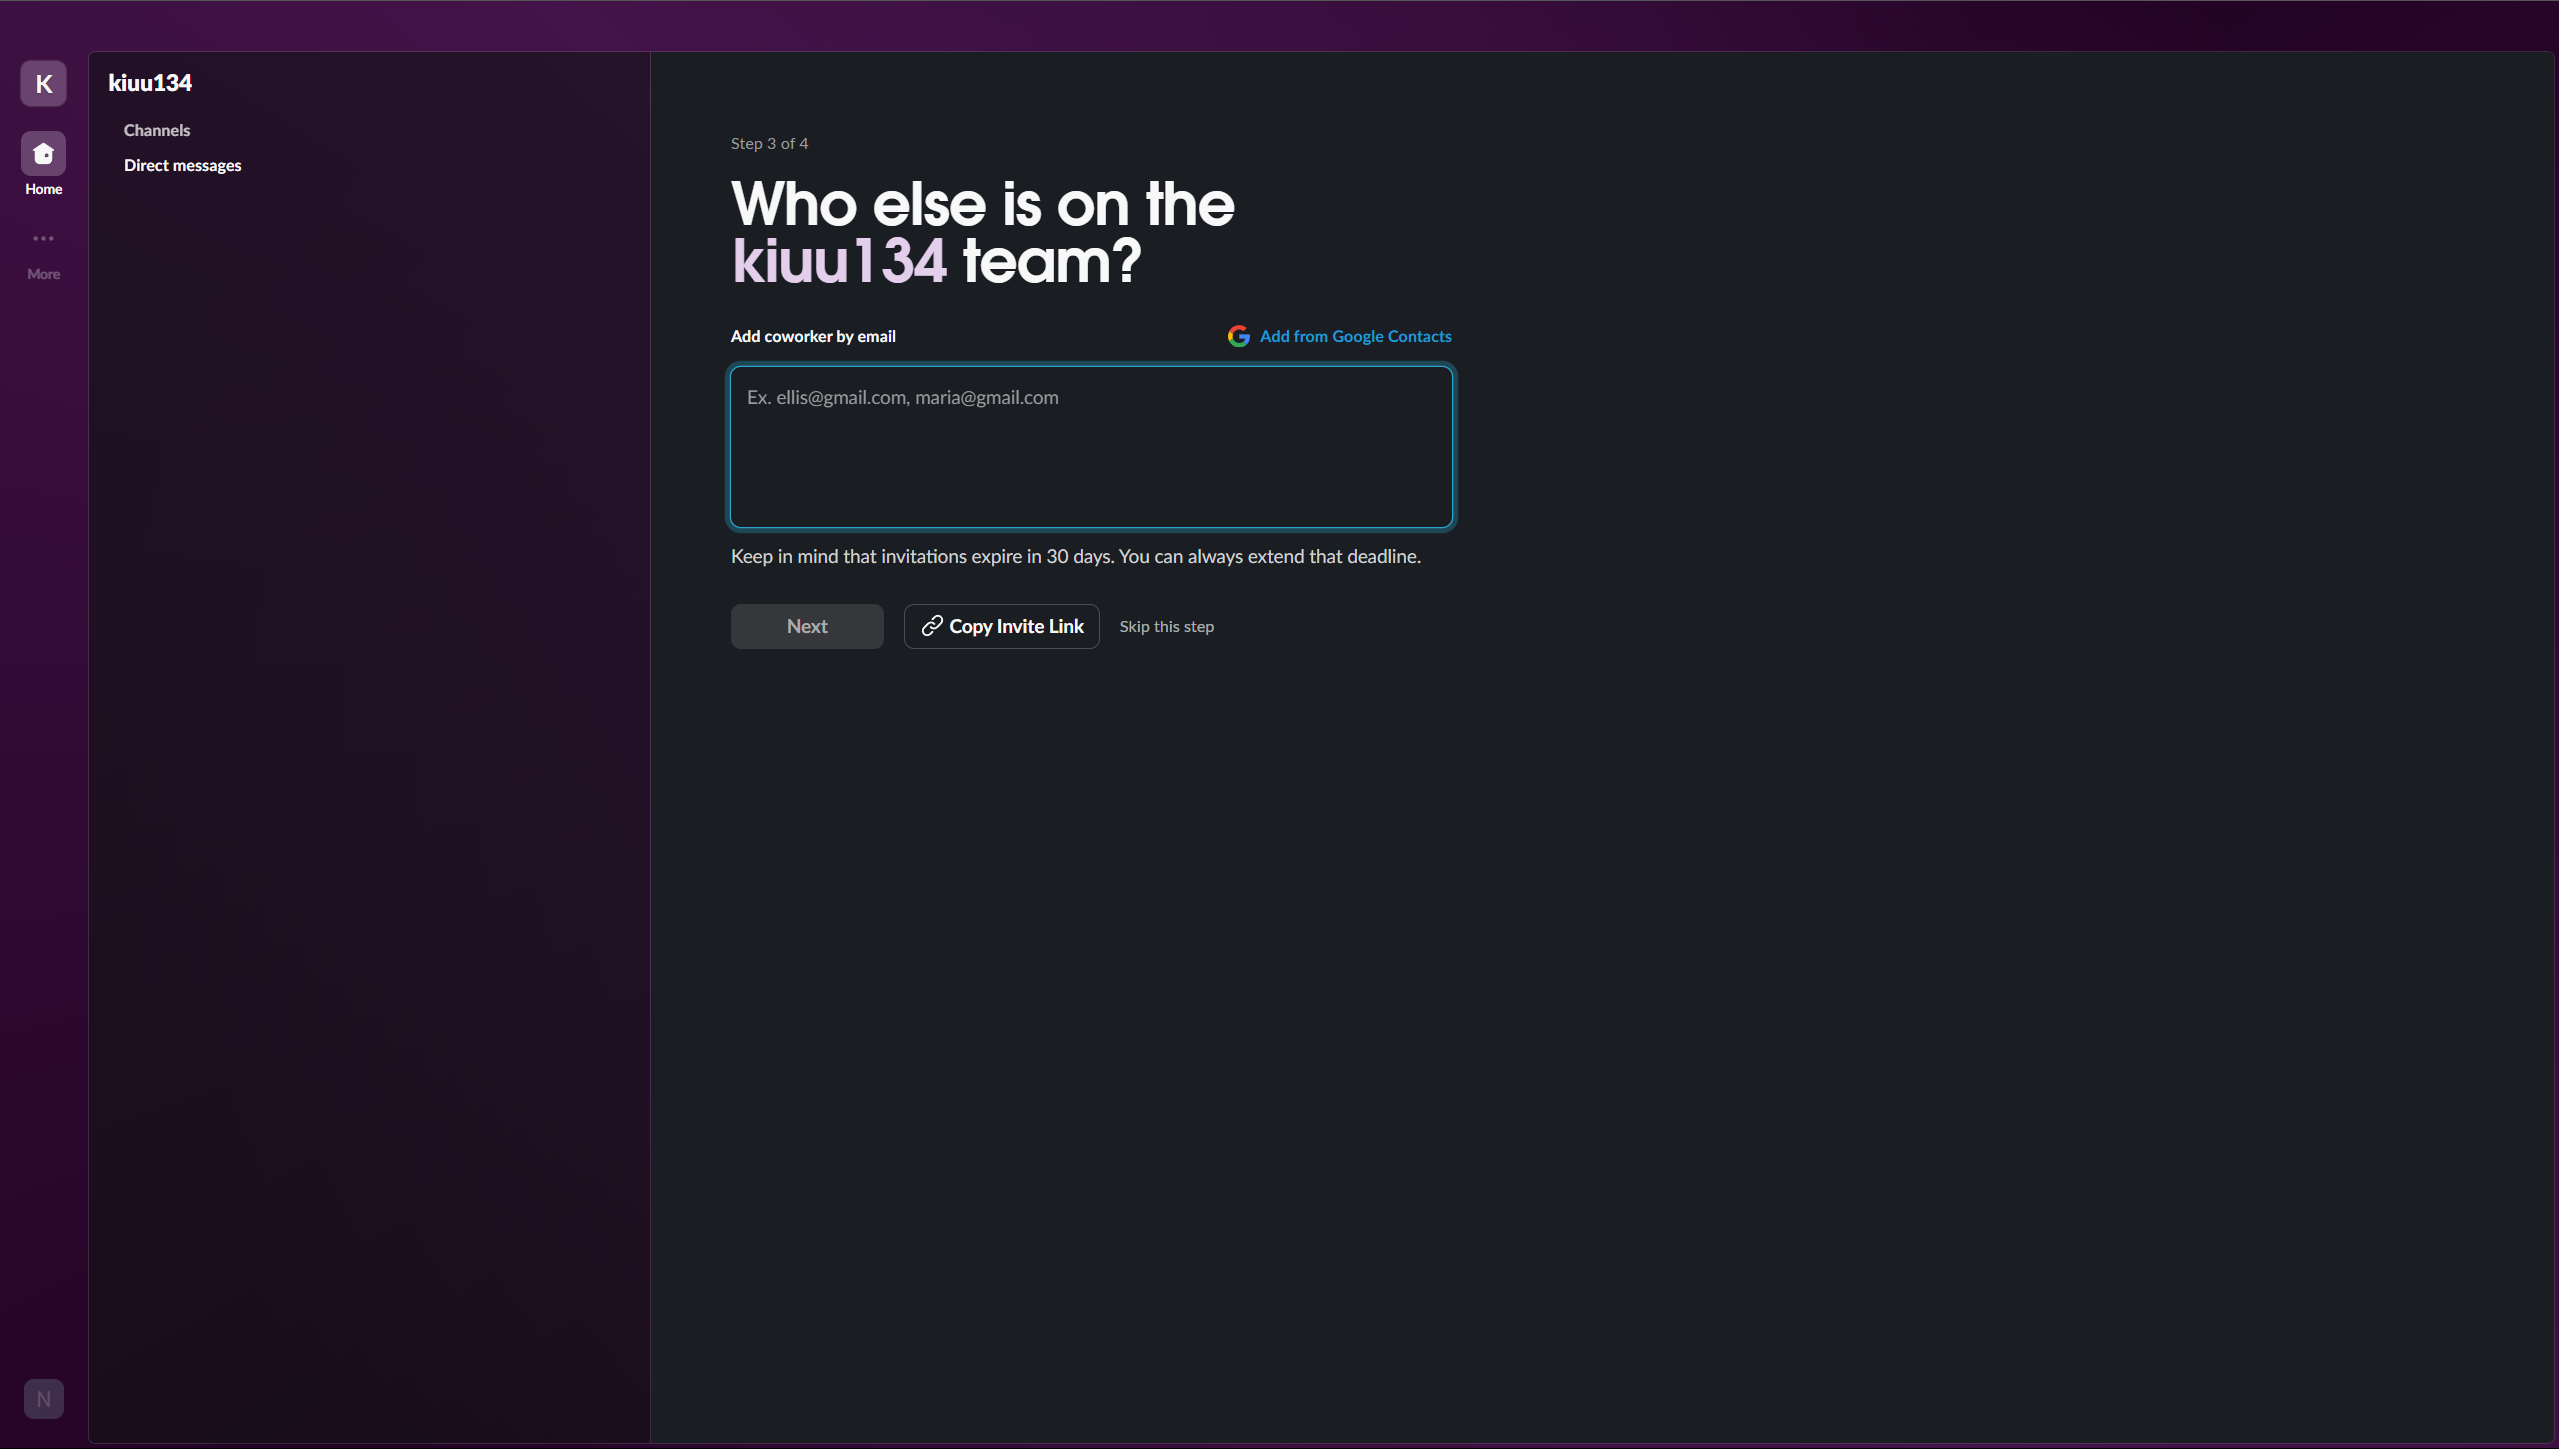 K
Home
More
N
kiuu134
Channels
Direct messages
Step 3 of 4
Who else is on the
kiuu134 team?
Add coworker by email
Add from Google Contacts
Ex. ellis@gmail.com, maria@gmail.com
Keep in mind that invitations expire in 30 days. You can always extend that deadline.
Next
Copy Invite Link
Skip this step